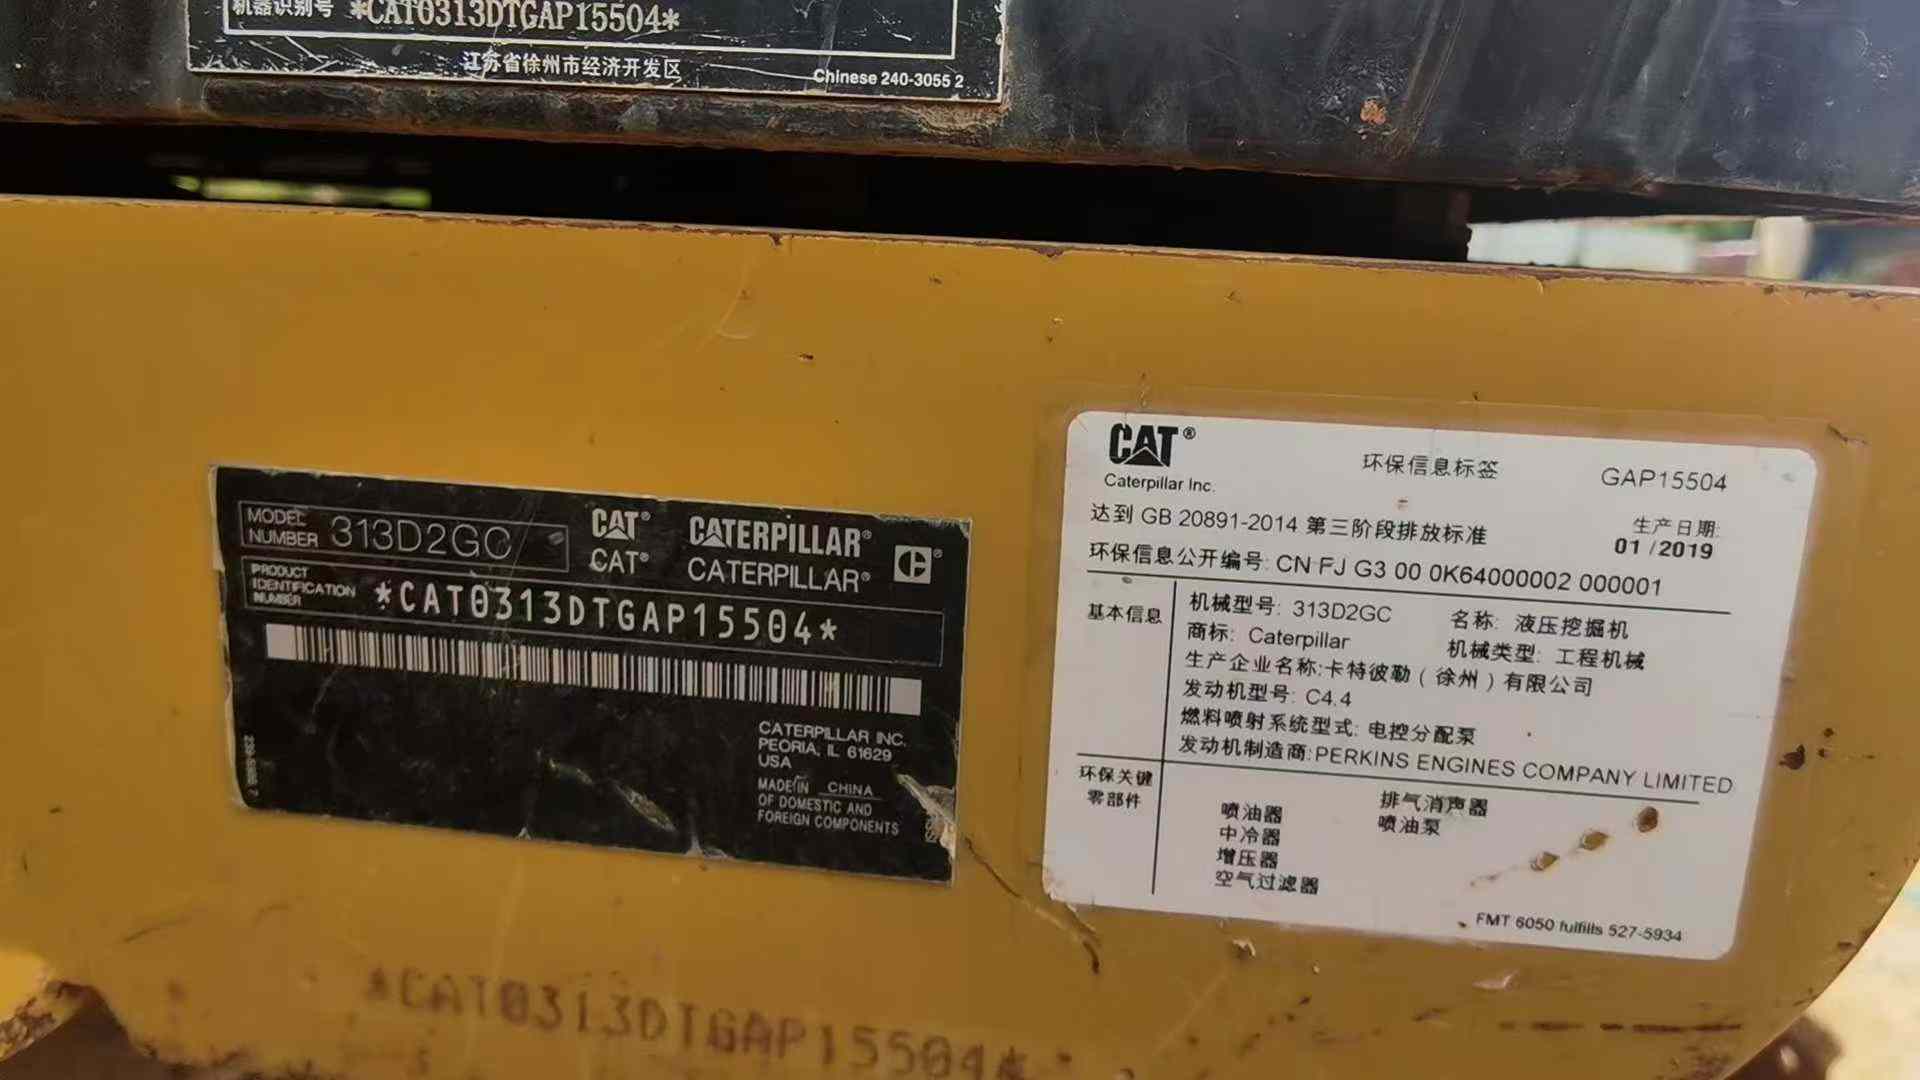 机器识别号 *CAT0313DTGAP15504*
江苏省徐州市经济开发区
Chinese 240-3055 2
MODEL NUMBER 313D2GC
CAT® CATERPILLAR®
CAT® CATERPILLAR®
PRODUCT IDENTIFICATION NUMBER *CAT0313DTGAP15504*
CATERPILLAR INC.
PEORIA, IL 61629
USA
MADE IN CHINA
OF DOMESTIC AND
FOREIGN COMPONENTS
CAT®
Caterpillar Inc.
环保信息标签
GAP15504
达到 GB 20891-2014 第三阶段排放标准
生产日期:
01 /2019
环保信息公开编号: CN FJ G3 00 0K64000002 000001
基本信息
机械型号: 313D2GC 名称: 液压挖掘机
商标: Caterpillar 机械类型: 工程机械
生产企业名称:卡特彼勒（徐州）有限公司
发动机型号: C4.4
燃料喷射系统型式: 电控分配泵
发动机制造商:PERKINS ENGINES COMPANY LIMITED
环保关键
零部件
喷油器 排气消声器
中冷器 喷油泵
增压器
空气过滤器
FMT 6050 fulfills 527-5934
*CAT0313DTGAP15504*